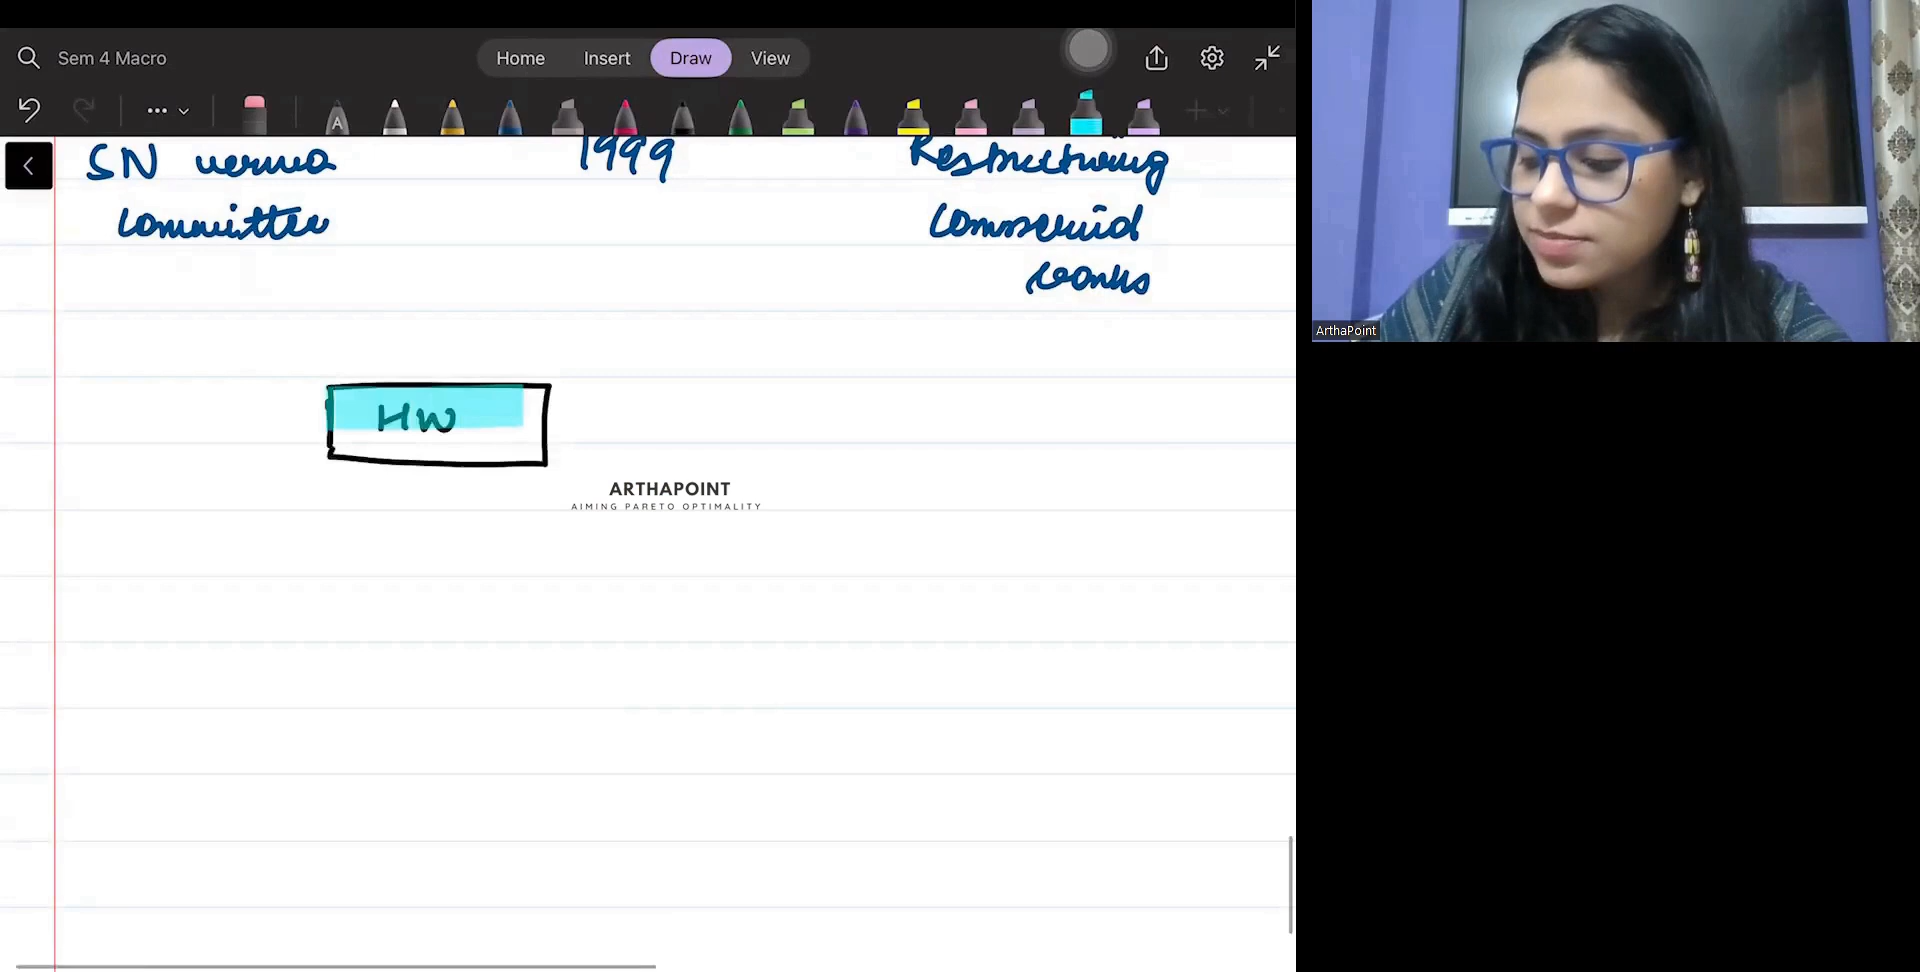 Sem 4 Macro
Home Insert Draw View
A
SN verma 1999 Restructuring
Committee Commercial
banks
HW
ARTHAPOINT
AIMING PARETO OPTIMALITY
ArthaPoint